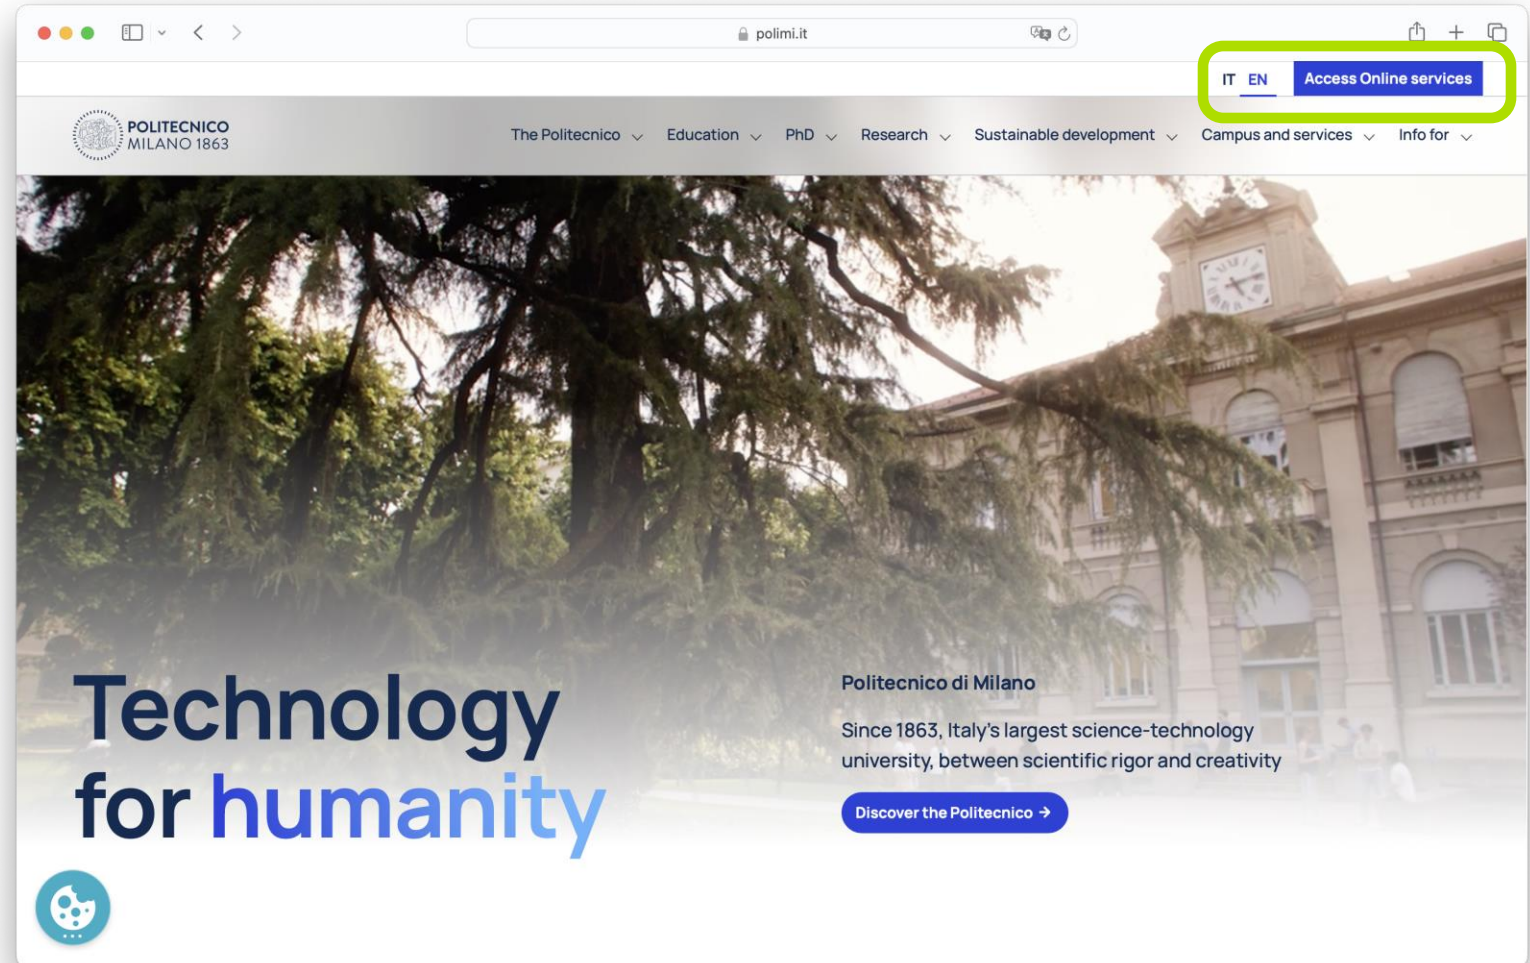 polimi.it
IT EN Access Online services
POLITECNICO
MILANO 1863
The Politecnico Education PhD Research Sustainable development Campus and services Info for
Technology
for humanity
Politecnico di Milano
Since 1863, Italy's largest science-technology
university, between scientific rigor and creativity
Discover the Politecnico →